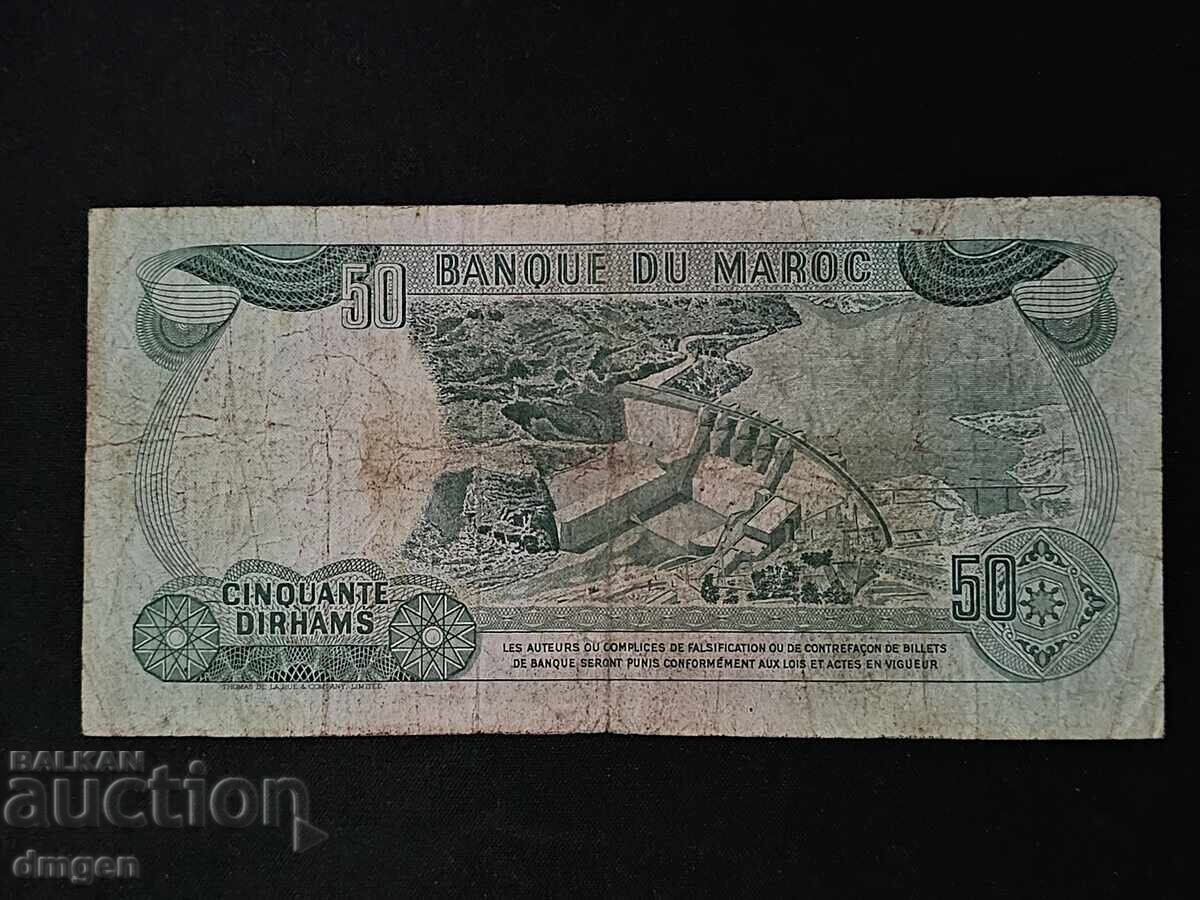 50 BANQUE DU MAROC
CINQUANTE
DIRHAMS
50
LES AUTEURS OU COMPLICES DE FALSIFICATION OU DE CONTREFAÇON DE BILLETS
DE BANQUE SERONT PUNIS CONFORMÉMENT AUX LOIS ET ACTES EN VIGUEUR
THOMAS DE LA RUE & COMPANY, LIMITED.
BALKAN
auction
dmgen